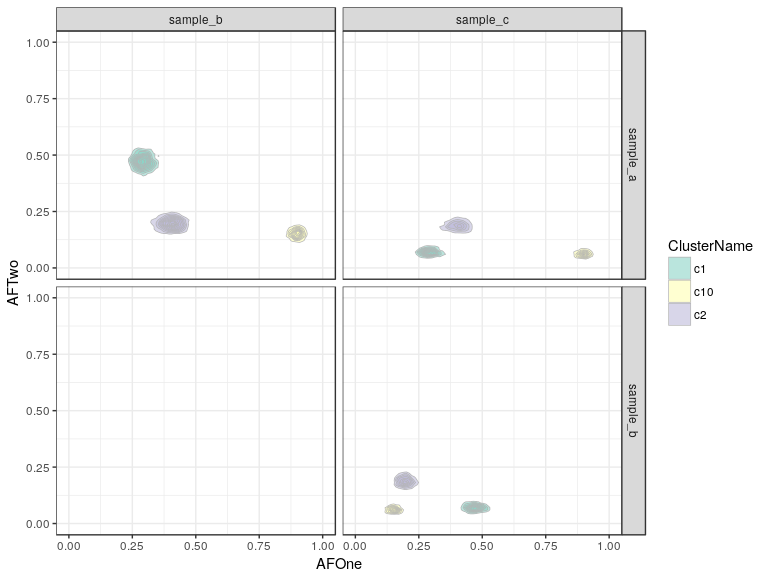 sample_b
sample_c
1.00
0.75
0.50
0.25
0.00
sample_a
1.00
0.75
0.50
0.25
0.00
sample_b
0.00 0.25 0.50 0.75 1.00
0.00 0.25 0.50 0.75 1.00
AFOne
AFTwo
ClusterName
c1
c10
c2